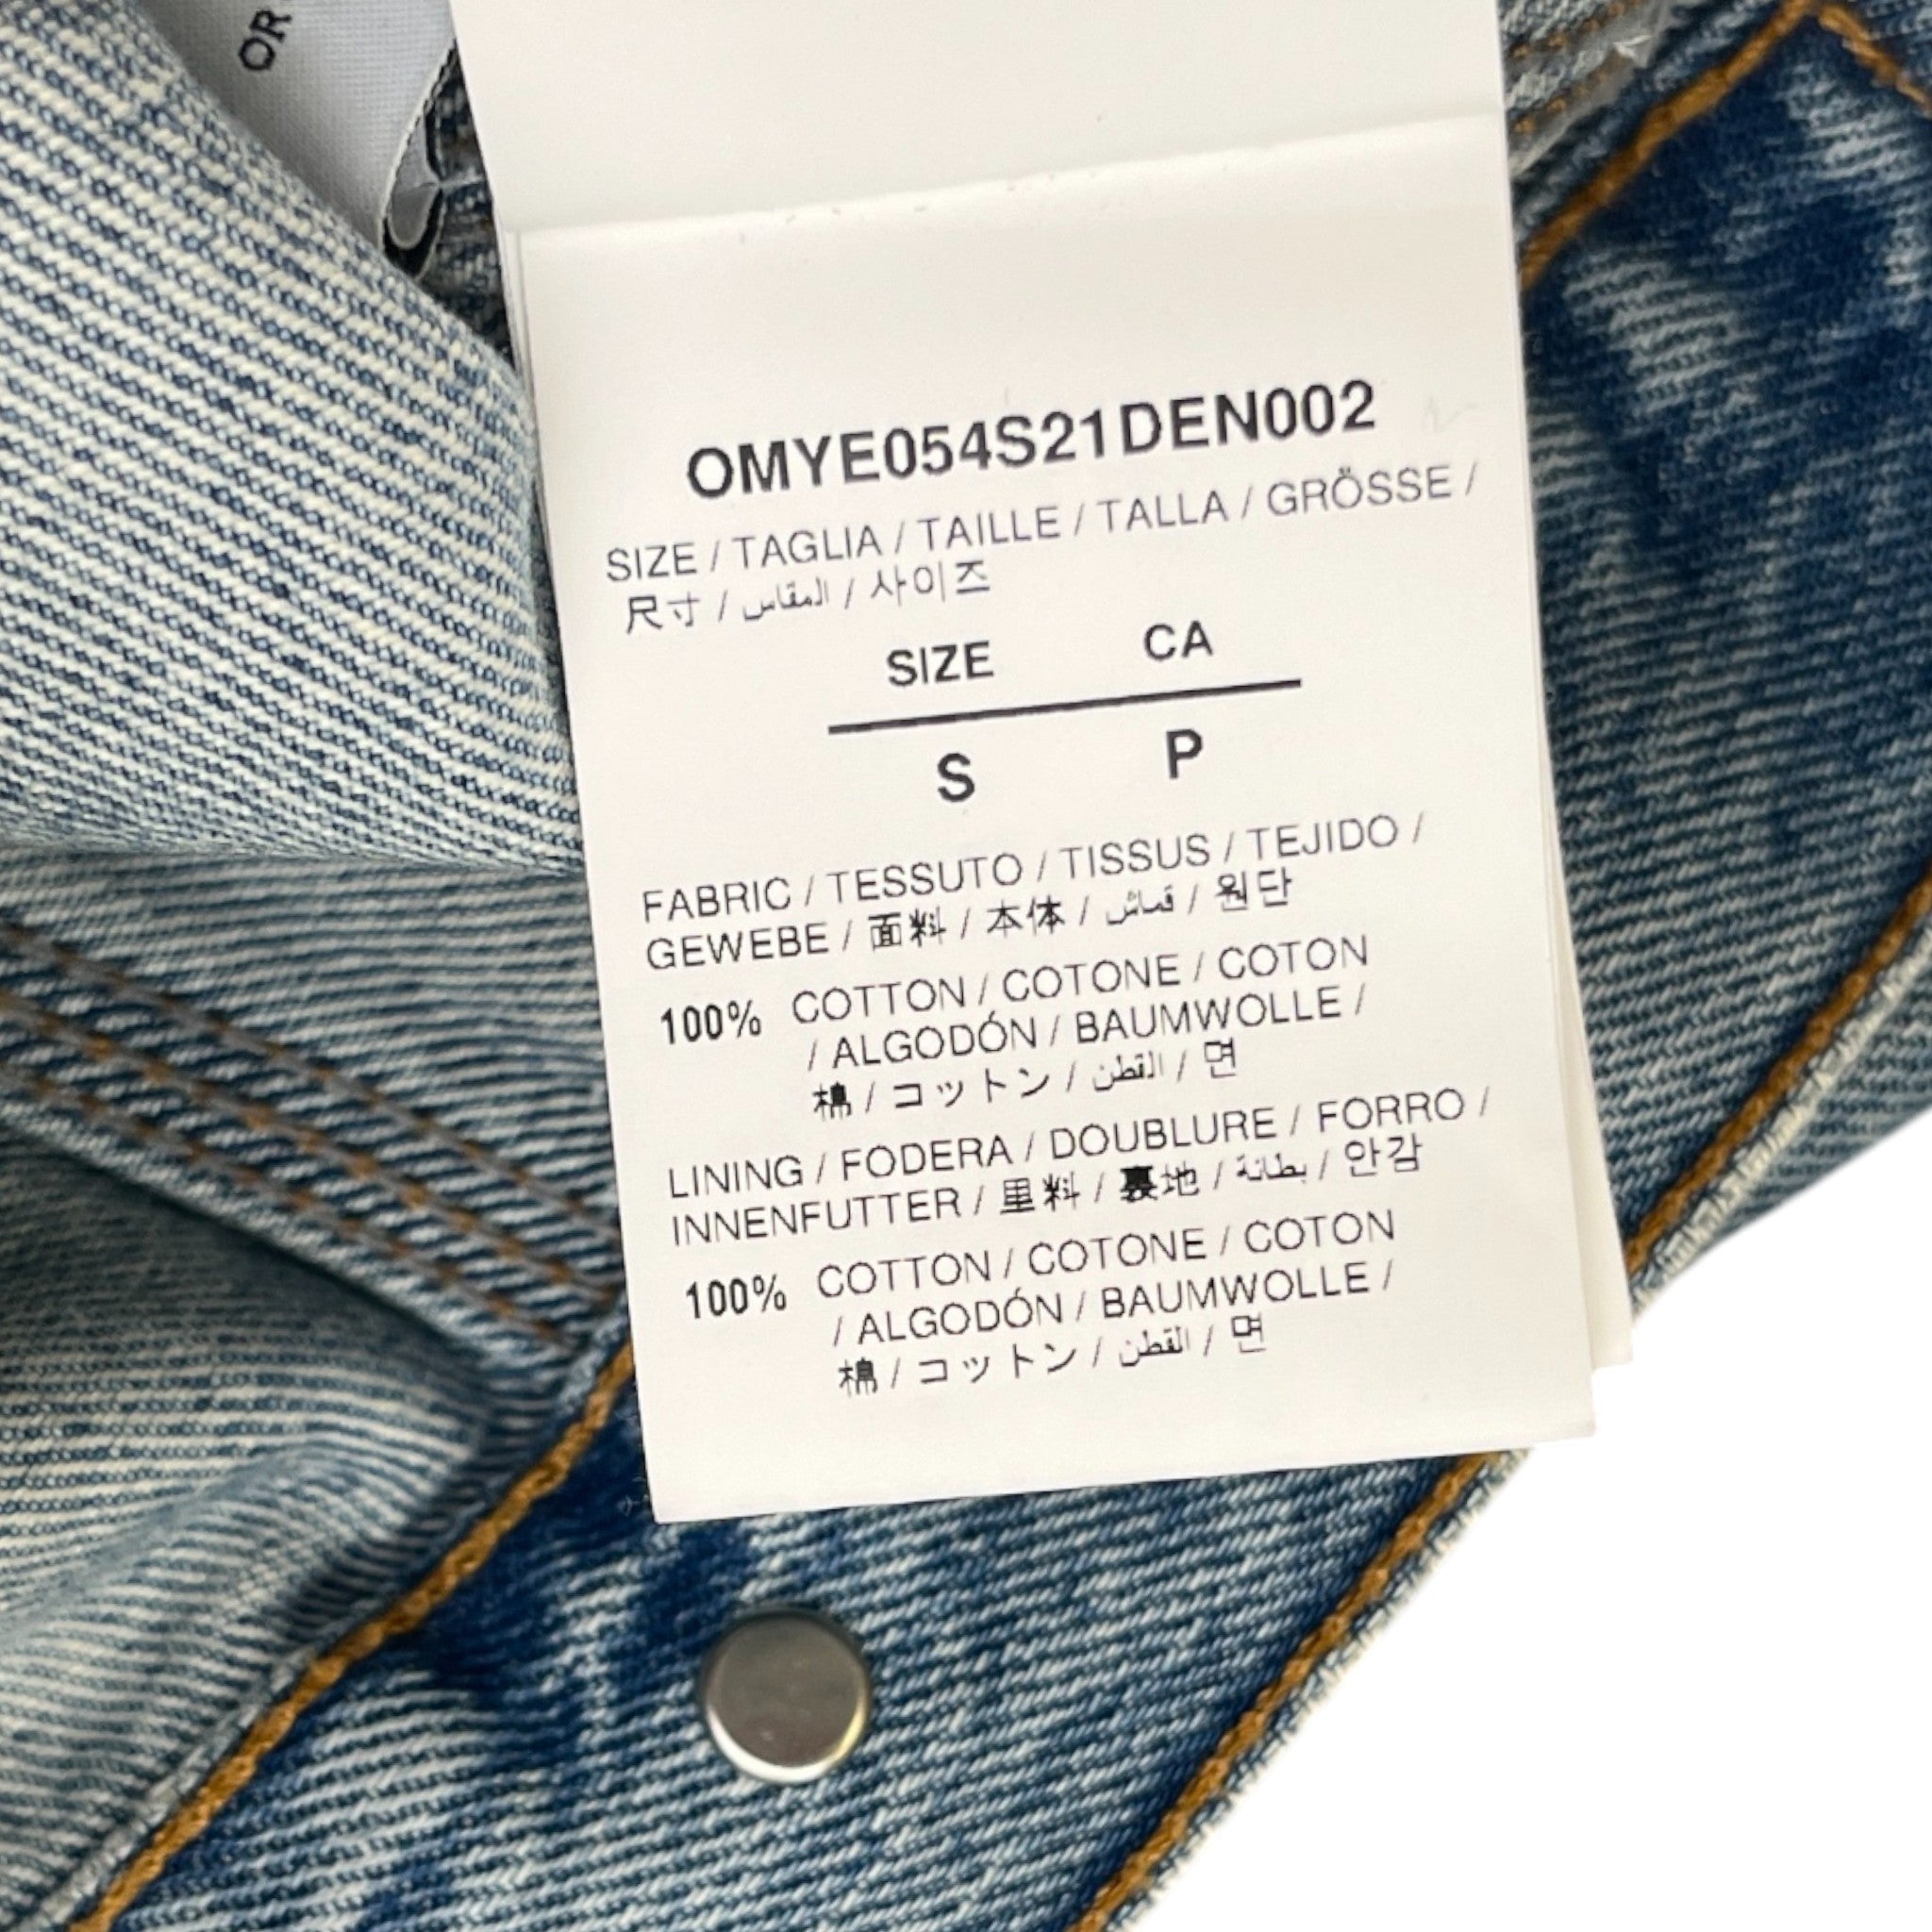 OR
OMYE054S21DEN002
SIZE / TAGLIA / TAILLE / TALLA / GRÖSSE /
尺寸 / المقاس / 사이즈
SIZE CA
S P
FABRIC / TESSUTO / TISSUS / TEJIDO /
GEWEBE / 面料 / 本体 / قماش / 원단
100% COTTON / COTONE / COTON
/ ALGODÓN / BAUMWOLLE /
棉 / コットン / القطن / 면
LINING / FODERA / DOUBLURE / FORRO /
INNENFUTTER / 里料 / 裏地 / بطانة / 안감
100% COTTON / COTONE / COTON
/ ALGODÓN / BAUMWOLLE /
棉 / コットン / القطن / 면